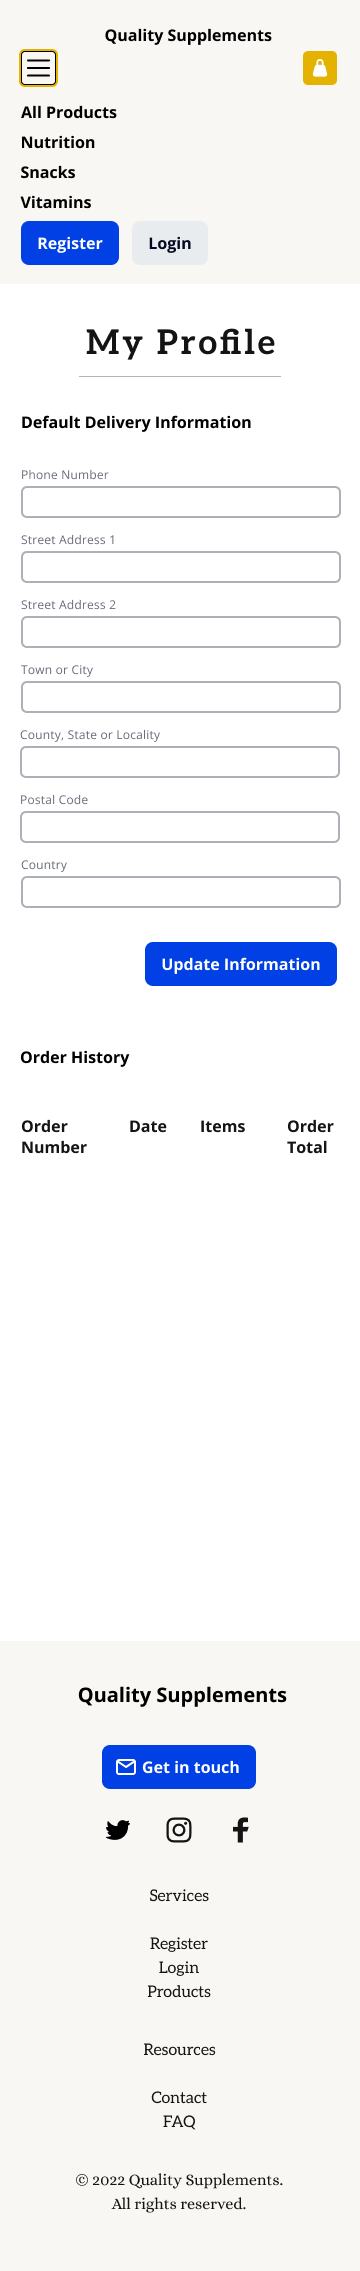 Quality Supplements
All Products
Nutrition
Snacks
Vitamins
Register Login
My Profile
Default Delivery Information
Phone Number
Street Address 1
Street Address 2
Town or City
County, State or Locality
Postal Code
Country
Update Information
Order History
Order Number Date Items Order Total
Quality Supplements
Get in touch
Services
Register
Login
Products
Resources
Contact
FAQ
© 2022 Quality Supplements.
All rights reserved.